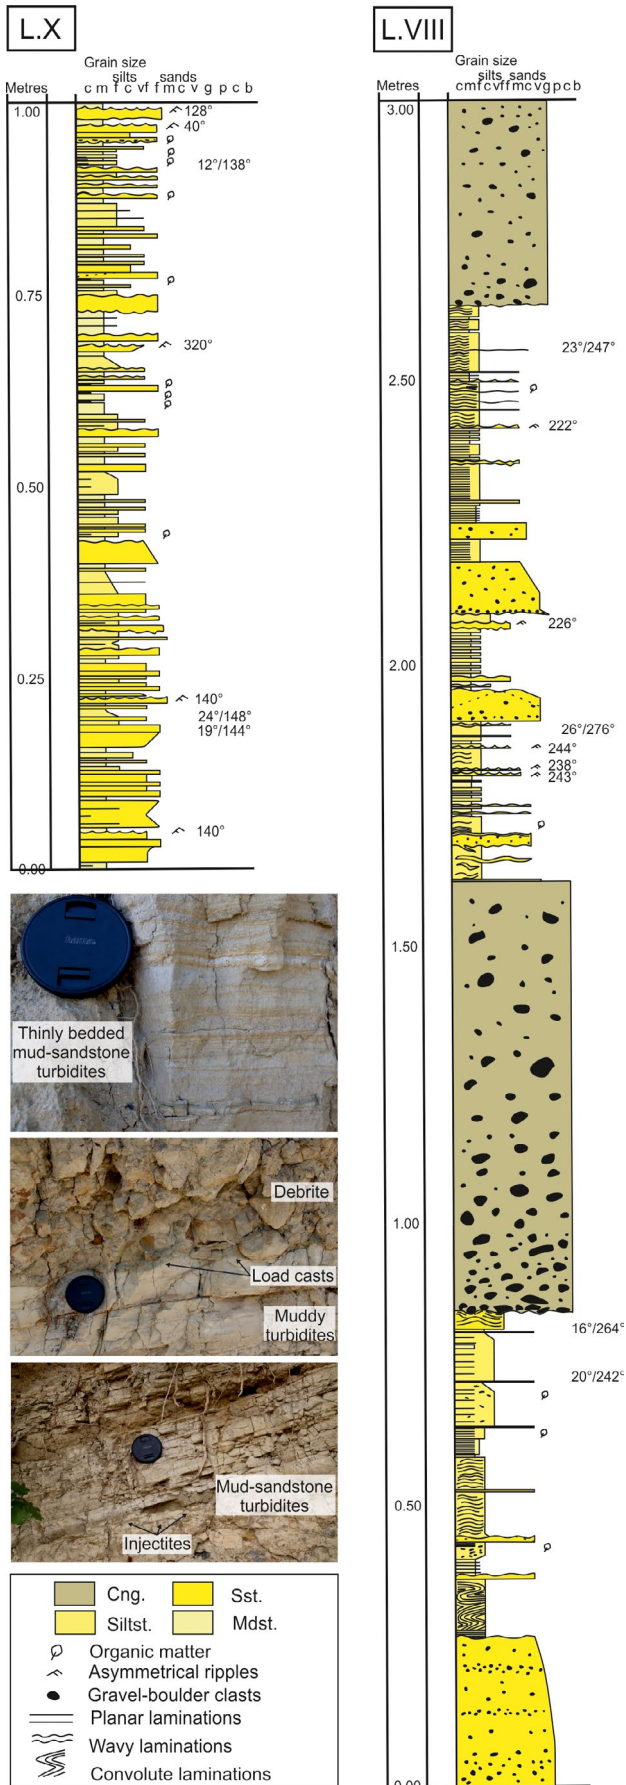 L.X
Grain size
silts sands
Metres c m f c vf f m c v g p c b
1.00
128°
40°
12°/138°
0.75
320°
0.50
0.25
140°
24°/148°
19°/144°
140°
0.00
Thinly bedded
mud-sandstone
turbidites
Debrite
Load casts
Muddy
turbidites
Mud-sandstone
turbidites
Injectites
Cng. Sst.
Siltst. Mdst.
Organic matter
Asymmetrical ripples
Gravel-boulder clasts
Planar laminations
Wavy laminations
Convolute laminations
L.VIII
Grain size
silts sands
Metres c m f c vf f m c v g p c b
3.00
23°/247°
2.50
222°
226°
2.00
26°/276°
244°
238°
243°
1.50
1.00
16°/264°
20°/242°
0.50
0.00